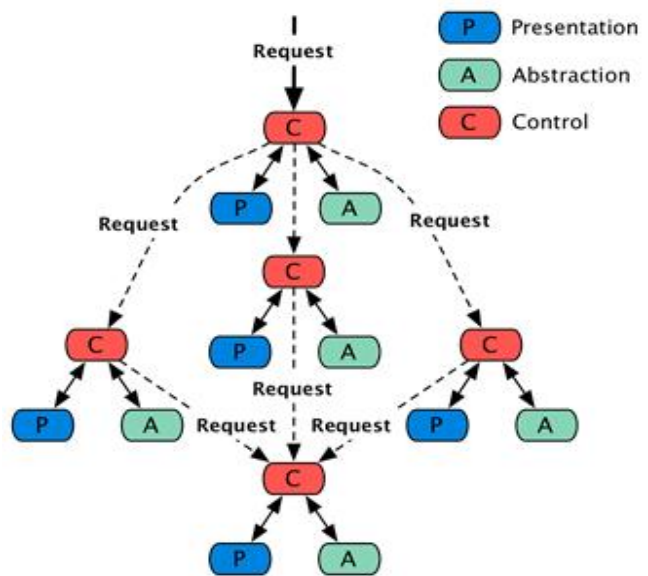 Request
P Presentation
A Abstraction
C Control
C
P A
Request Request
C
C C
P A
Request
P A P A
Request Request
C
P A